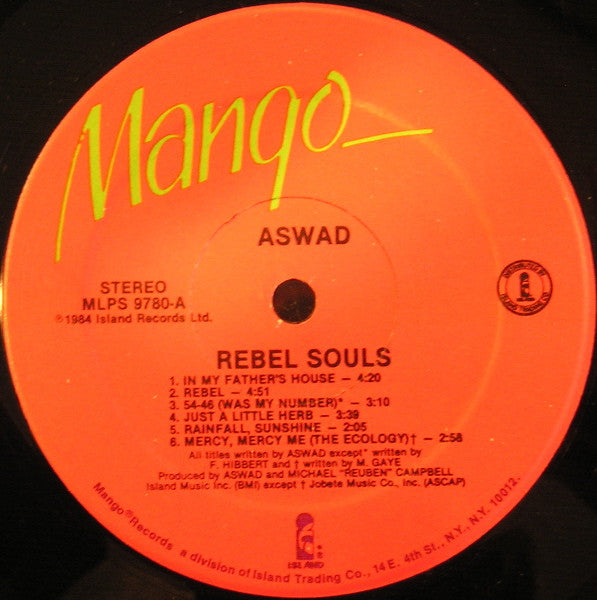 Mango
ASWAD
STEREO
MLPS 9780-A
℗1984 Island Records Ltd.
REBEL SOULS
1. IN MY FATHER'S HOUSE – 4:20
2. REBEL – 4:51
3. 54-46 (WAS MY NUMBER)* – 3:10
4. JUST A LITTLE HERB – 3:39
5. RAINFALL, SUNSHINE – 2:05
6. MERCY, MERCY ME (THE ECOLOGY)† – 2:58
All titles written by ASWAD except* written by
F. HIBBERT and † written by M. GAYE
Produced by ASWAD and MICHAEL "REUBEN" CAMPBELL
Island Music Inc. (BMI) except † Jobete Music Co., Inc. (ASCAP)
ISLAND
Mango® Records a division of Island Trading Co., 14 E. 4th St., N.Y., N.Y. 10012.